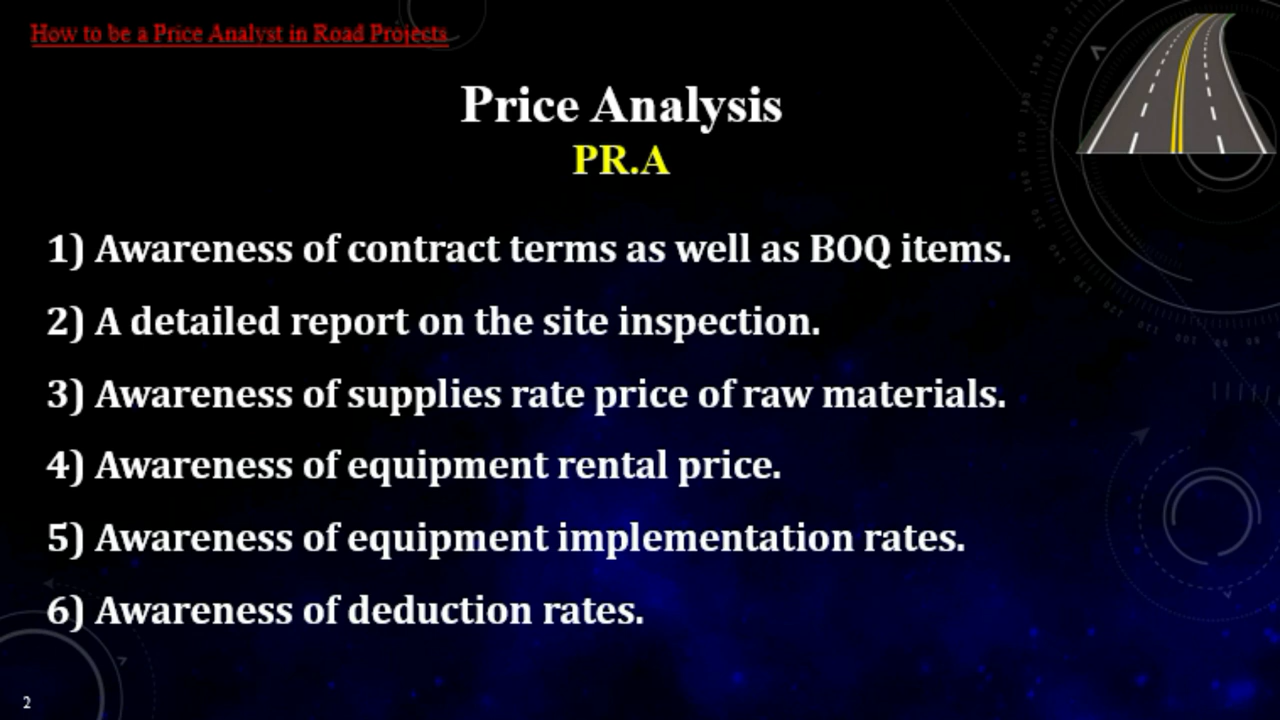 How to be a Price Analyst in Road Projects
Price Analysis
PR.A
1) Awareness of contract terms as well as BOQ items.
2) A detailed report on the site inspection.
3) Awareness of supplies rate price of raw materials.
4) Awareness of equipment rental price.
5) Awareness of equipment implementation rates.
6) Awareness of deduction rates.
2